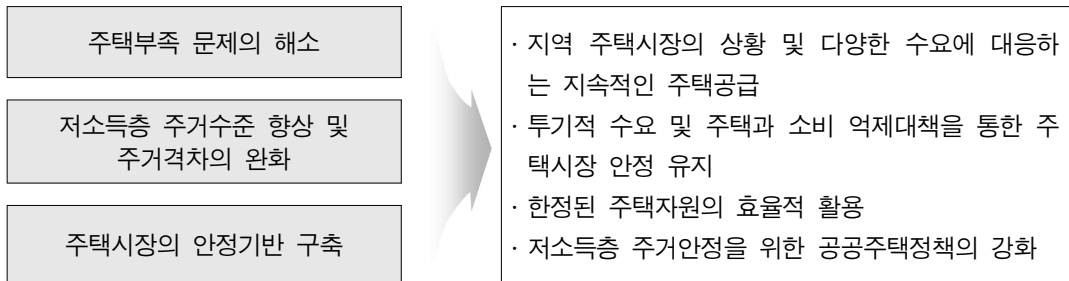 주택부족 문제의 해소
저소득층 주거수준 향상 및
주거격차의 완화
주택시장의 안정기반 구축
· 지역 주택시장의 상황 및 다양한 수요에 대응하
는 지속적인 주택공급
· 투기적 수요 및 주택과 소비 억제대책을 통한 주
택시장 안정 유지
· 한정된 주택자원의 효율적 활용
· 저소득층 주거안정을 위한 공공주택정책의 강화